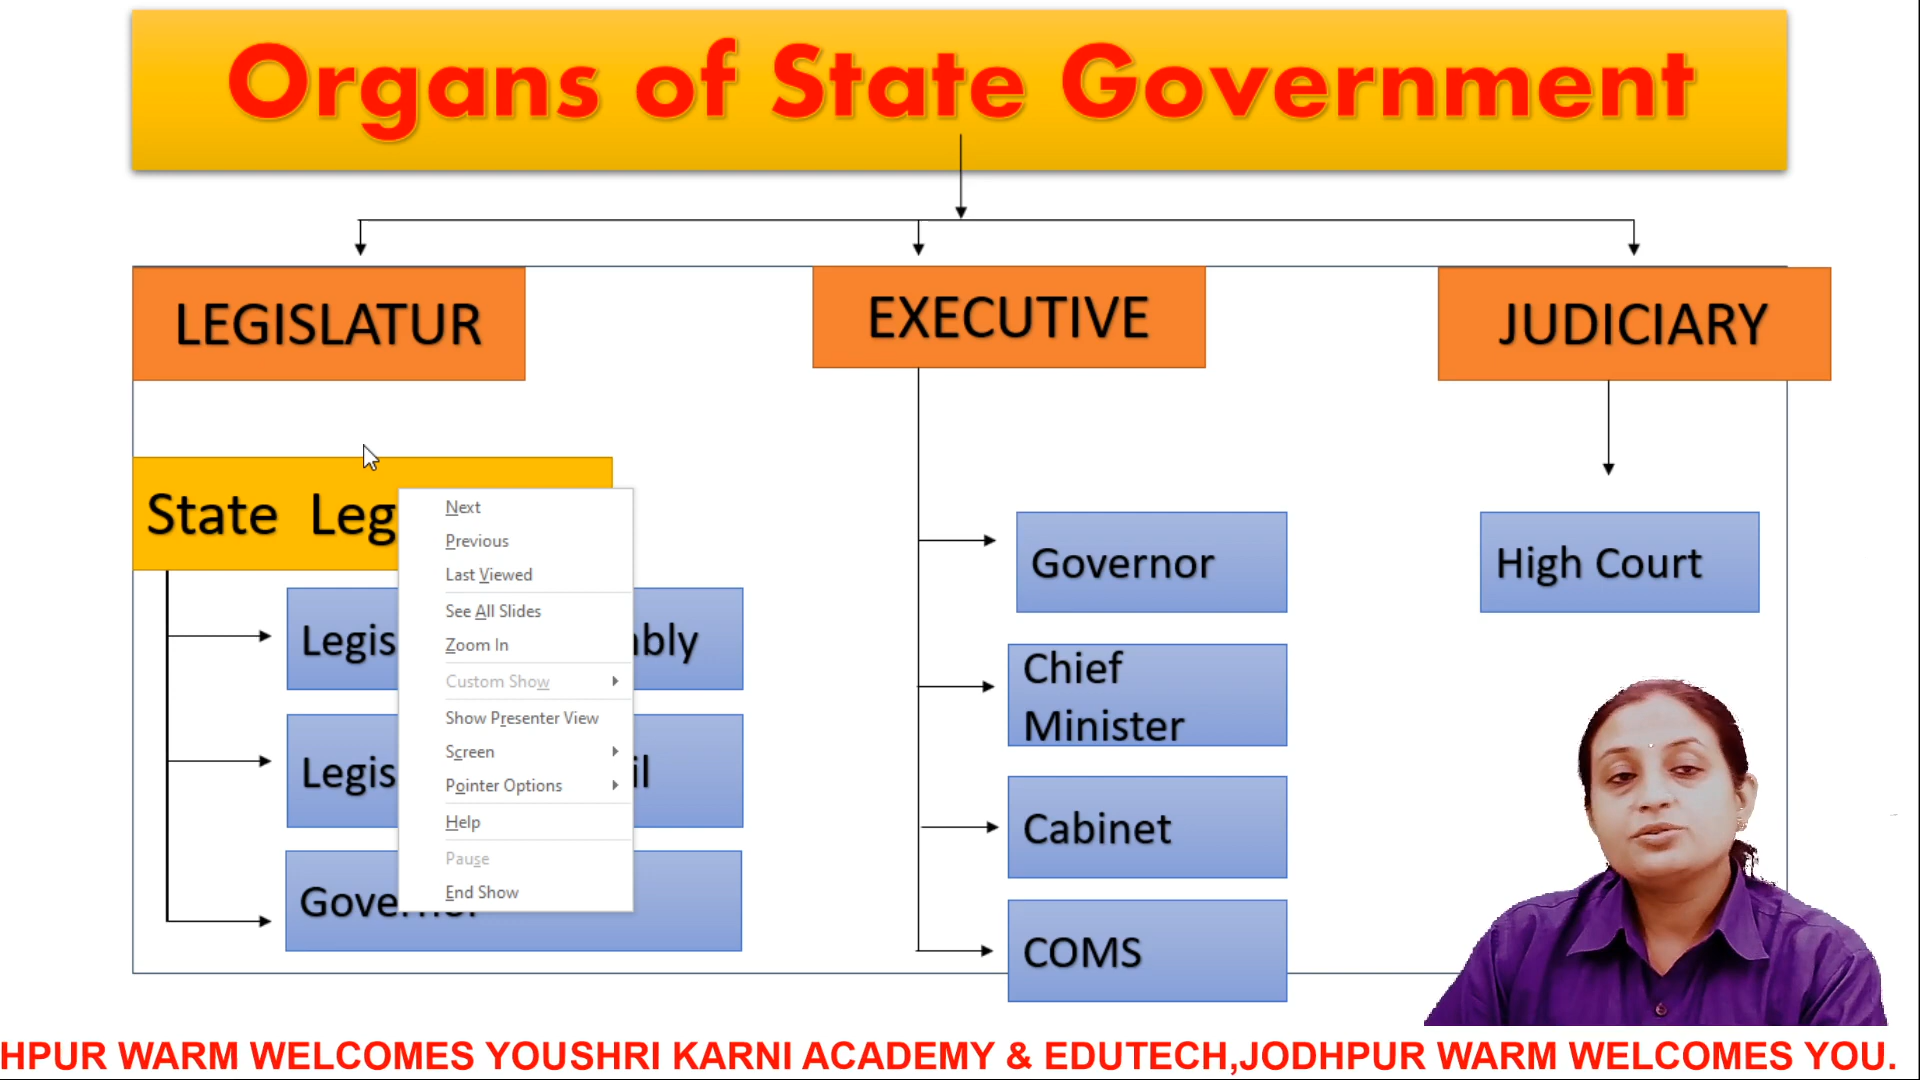 Organs of State Government
LEGISLATUR
EXECUTIVE
JUDICIARY
State Leg
Legis bly
Legis il
Governor
Next
Previous
Last Viewed
See All Slides
Zoom In
Custom Show
Show Presenter View
Screen
Pointer Options
Help
Pause
End Show
Governor
Chief
Minister
Cabinet
COMS
High Court
HPUR WARM WELCOMES YOUSHRI KARNI ACADEMY & EDUTECH,JODHPUR WARM WELCOMES YOU.